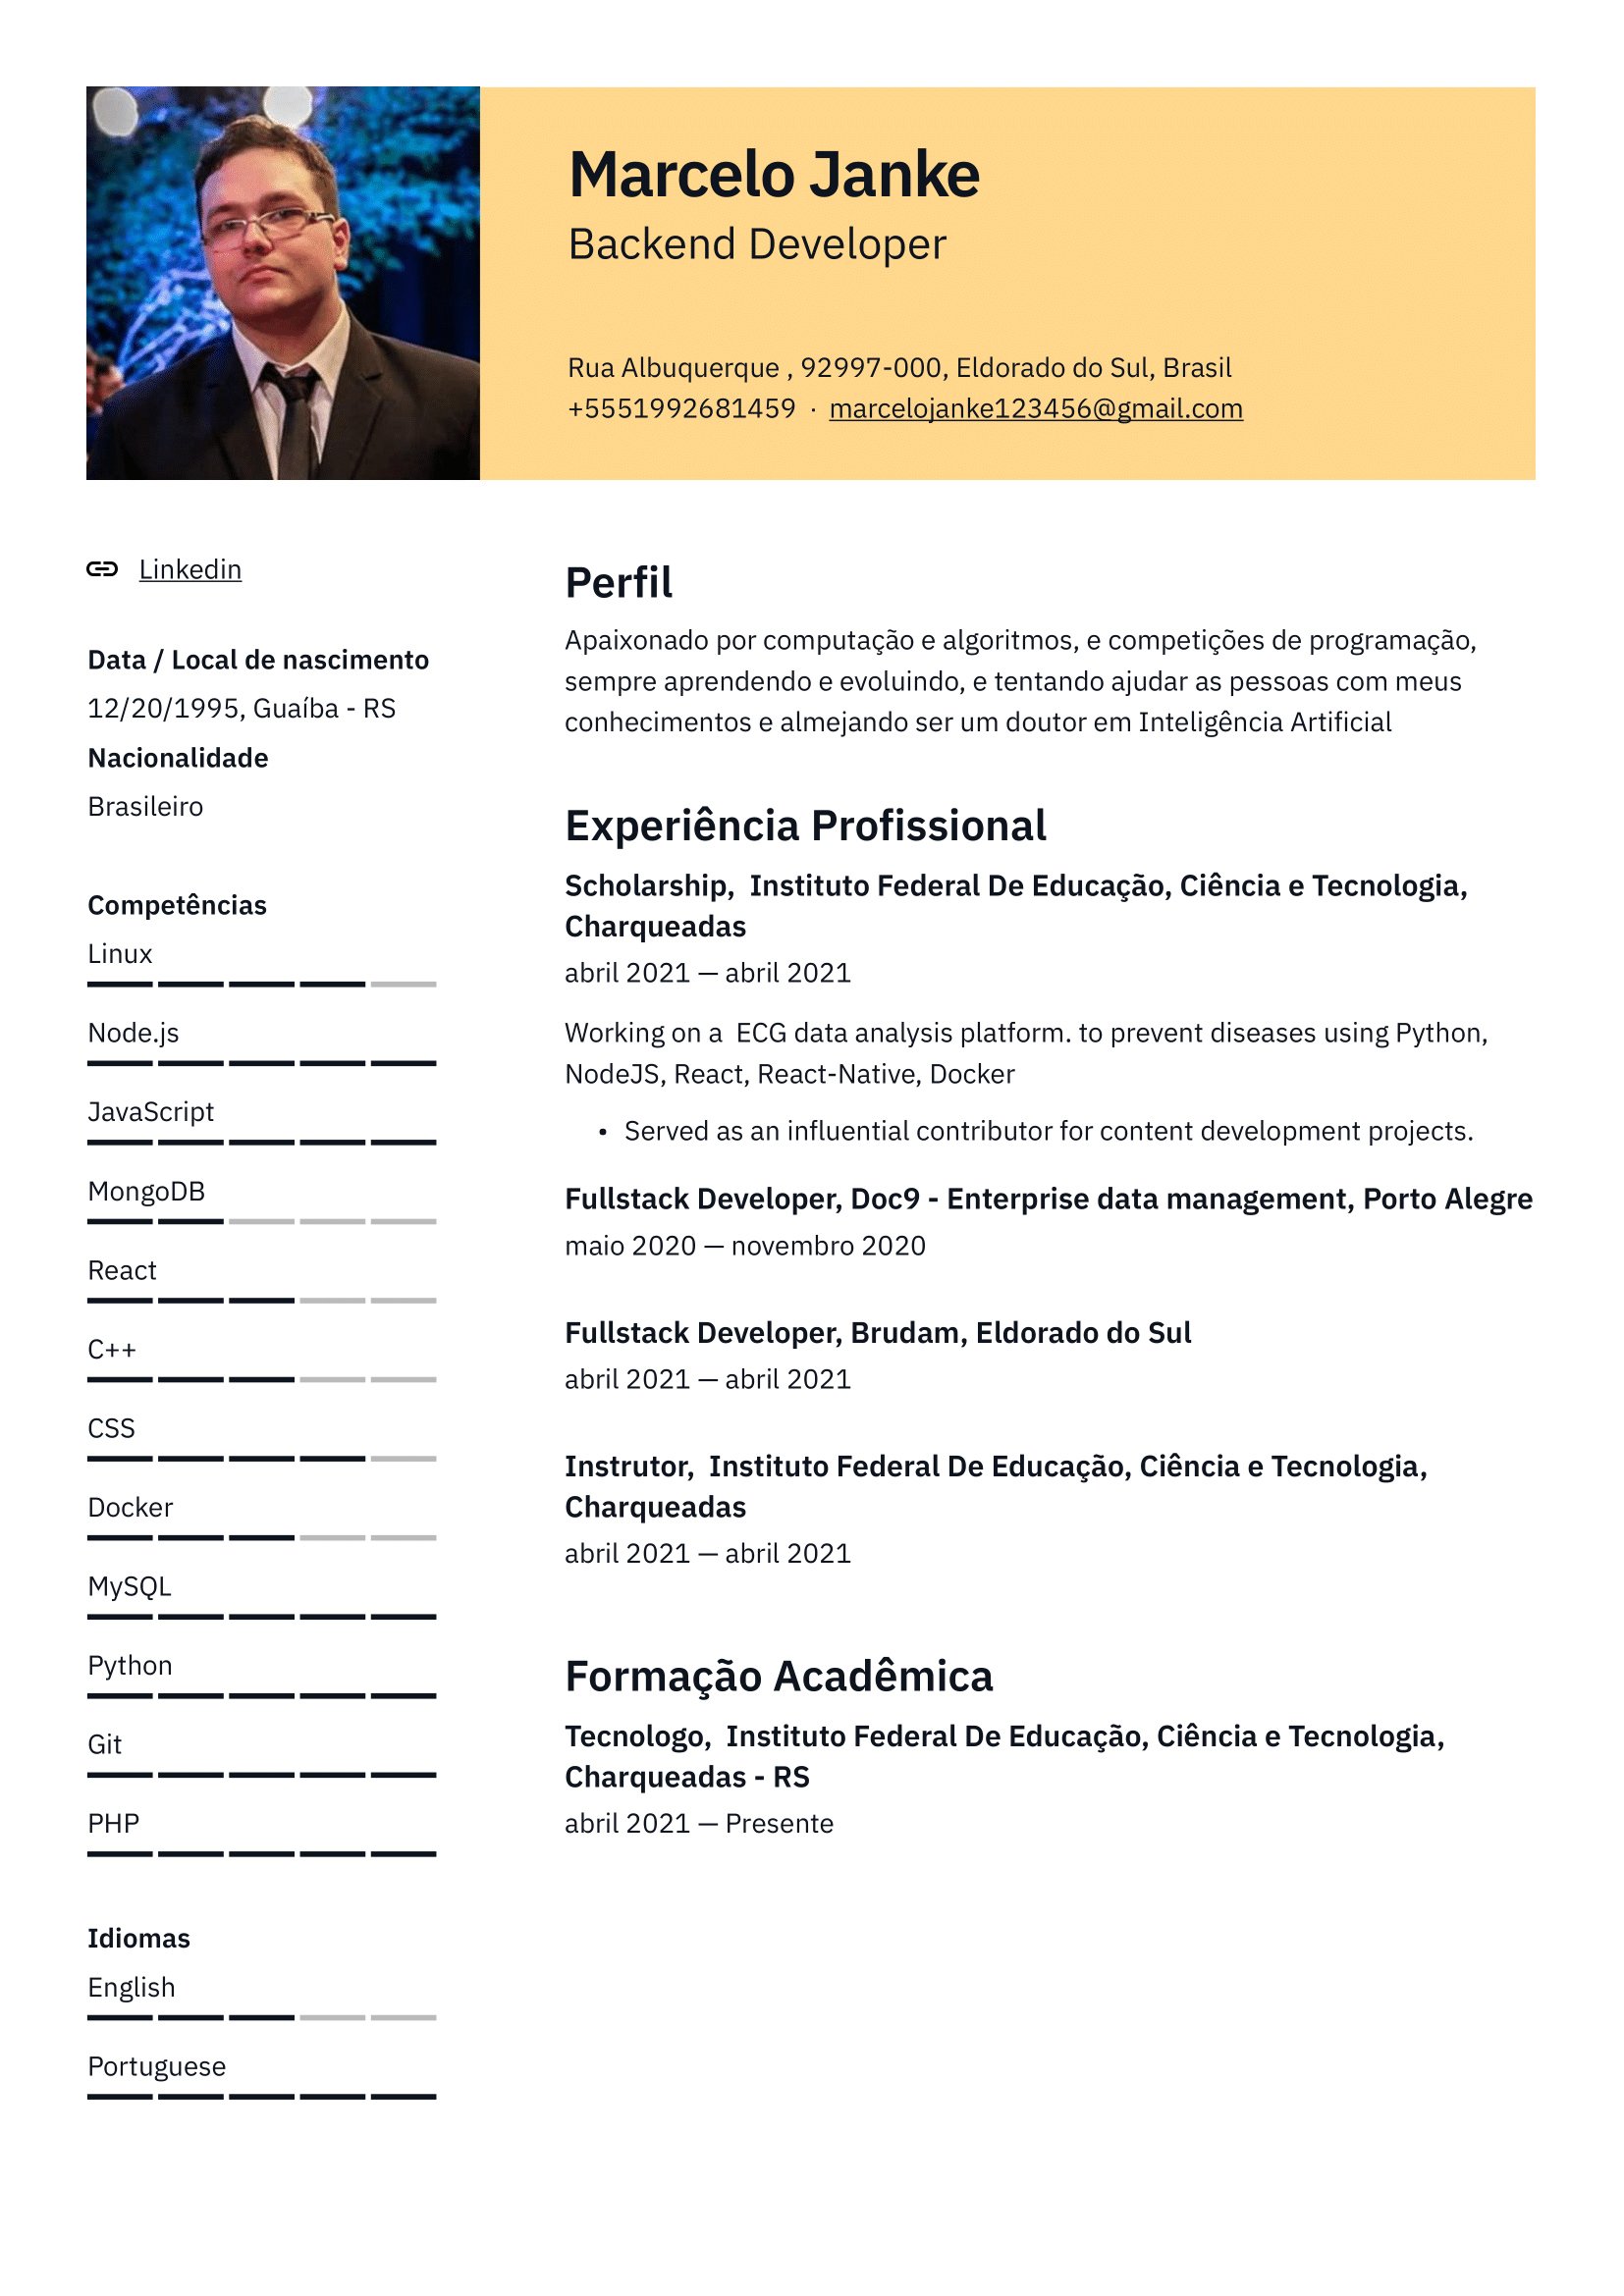 Marcelo Janke
Backend Developer
Rua Albuquerque , 92997-000, Eldorado do Sul, Brasil
+5551992681459 · marcelojanke123456@gmail.com
Linkedin
Data / Local de nascimento
12/20/1995, Guaíba - RS
Nacionalidade
Brasileiro
Competências
Linux
Node.js
JavaScript
MongoDB
React
C++
CSS
Docker
MySQL
Python
Git
PHP
Idiomas
English
Portuguese
Perfil
Apaixonado por computação e algoritmos, e competições de programação,
sempre aprendendo e evoluindo, e tentando ajudar as pessoas com meus
conhecimentos e almejando ser um doutor em Inteligência Artificial
Experiência Profissional
Scholarship,  Instituto Federal De Educação, Ciência e Tecnologia,
Charqueadas
abril 2021 — abril 2021
Working on a  ECG data analysis platform. to prevent diseases using Python,
NodeJS, React, React-Native, Docker
• Served as an influential contributor for content development projects.
Fullstack Developer, Doc9 - Enterprise data management, Porto Alegre
maio 2020 — novembro 2020
Fullstack Developer, Brudam, Eldorado do Sul
abril 2021 — abril 2021
Instrutor,  Instituto Federal De Educação, Ciência e Tecnologia,
Charqueadas
abril 2021 — abril 2021
Formação Acadêmica
Tecnologo,  Instituto Federal De Educação, Ciência e Tecnologia,
Charqueadas - RS
abril 2021 — Presente